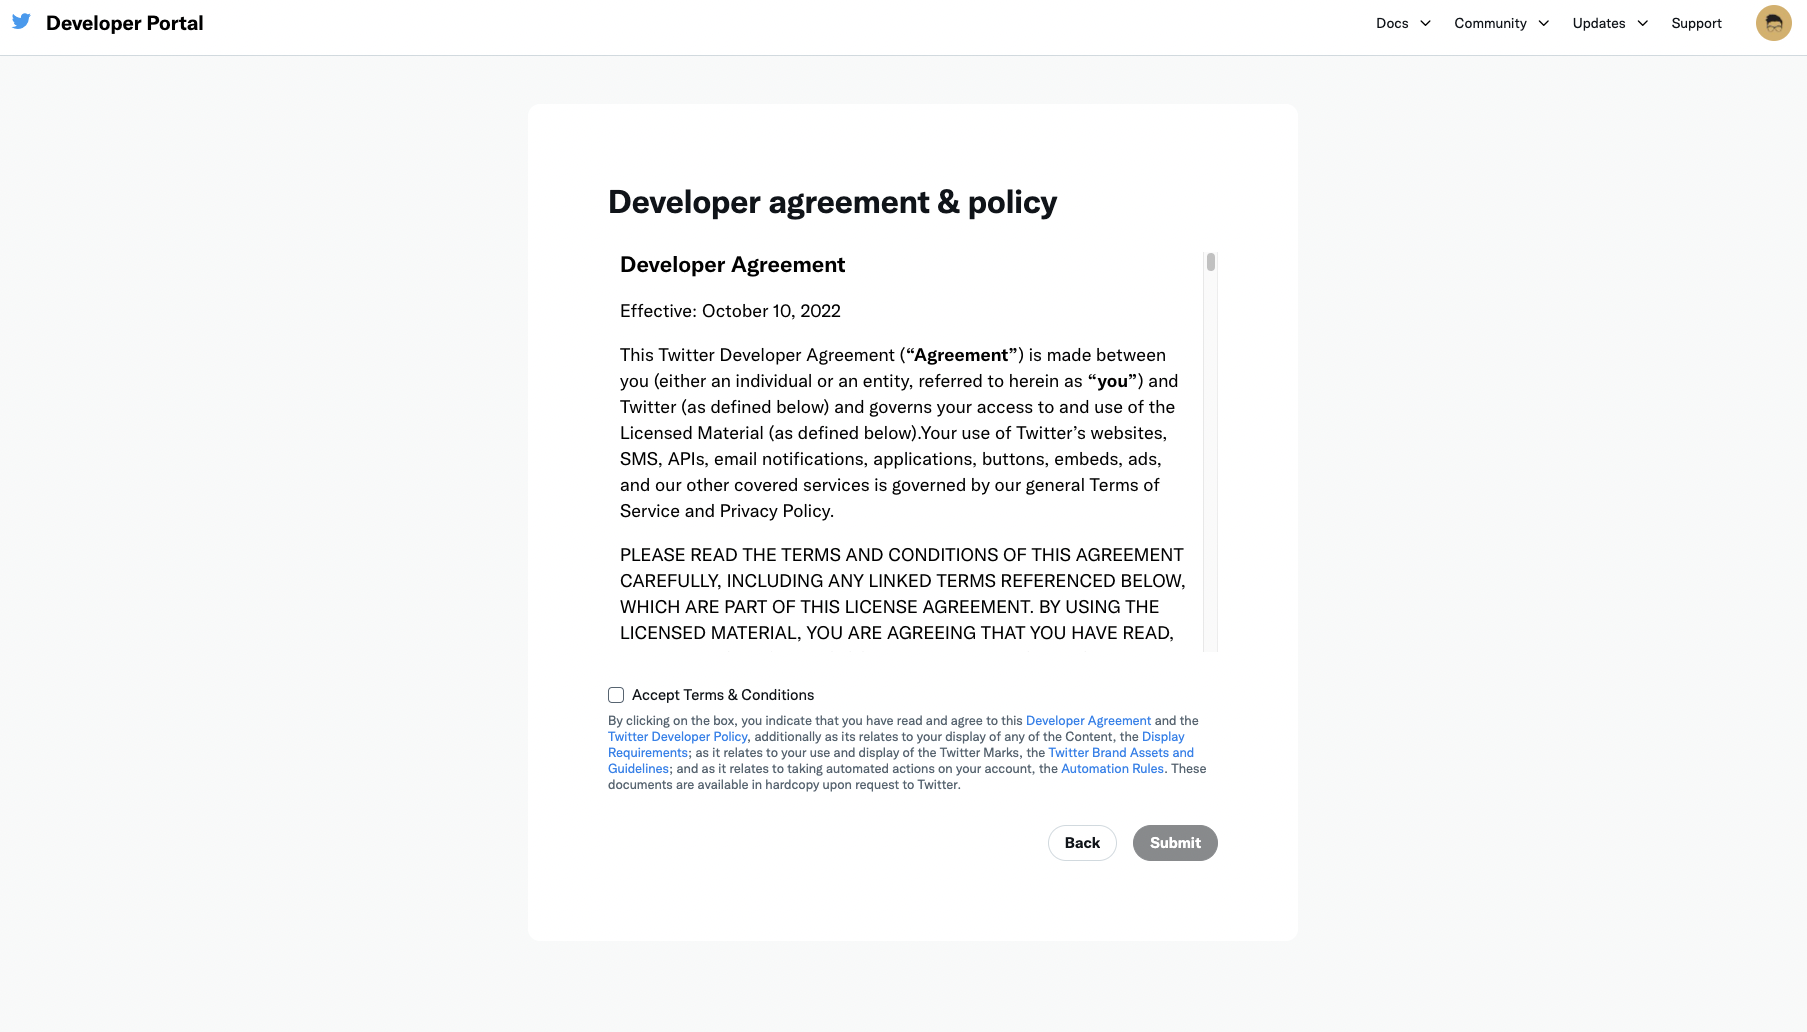 Developer Portal
Docs
Community
Updates
Support
Developer agreement & policy
Developer Agreement
Effective: October 10, 2022
This Twitter Developer Agreement (“Agreement”) is made between
you (either an individual or an entity, referred to herein as “you”) and
Twitter (as defined below) and governs your access to and use of the
Licensed Material (as defined below).Your use of Twitter’s websites,
SMS, APIs, email notifications, applications, buttons, embeds, ads,
and our other covered services is governed by our general Terms of
Service and Privacy Policy.
PLEASE READ THE TERMS AND CONDITIONS OF THIS AGREEMENT
CAREFULLY, INCLUDING ANY LINKED TERMS REFERENCED BELOW,
WHICH ARE PART OF THIS LICENSE AGREEMENT. BY USING THE
LICENSED MATERIAL, YOU ARE AGREEING THAT YOU HAVE READ,
Accept Terms & Conditions
By clicking on the box, you indicate that you have read and agree to this Developer Agreement and the
Twitter Developer Policy, additionally as its relates to your display of any of the Content, the Display
Requirements; as it relates to your use and display of the Twitter Marks, the Twitter Brand Assets and
Guidelines; and as it relates to taking automated actions on your account, the Automation Rules. These
documents are available in hardcopy upon request to Twitter.
Back
Submit